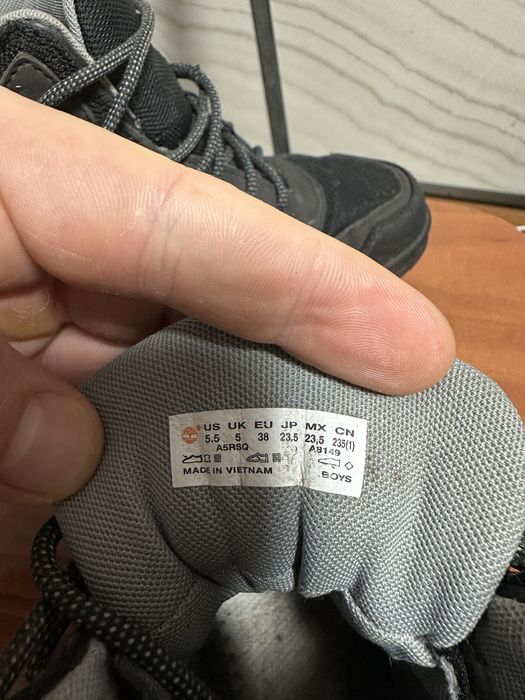 US UK EU JP MX CN
5.5 5 38 23.5 23,5 235(1)
A5RSQ A8149
MADE IN VIETNAM BOYS